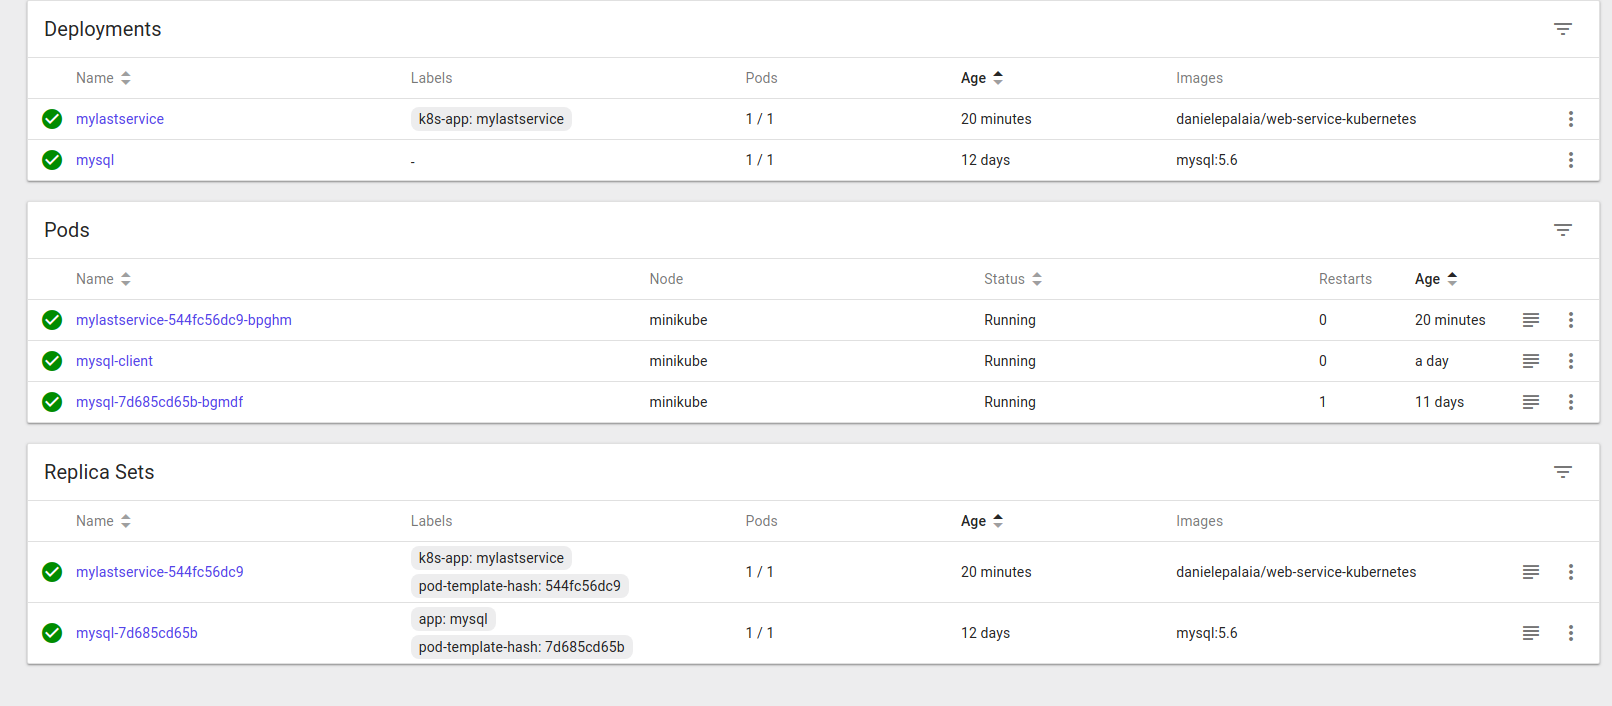 Deployments
Name Labels Pods Age Images
mylastservice k8s-app: mylastservice 1 / 1 20 minutes danielepalaia/web-service-kubernetes
mysql - 1 / 1 12 days mysql:5.6
Pods
Name Node Status Restarts Age
mylastservice-544fc56dc9-bpghm minikube Running 0 20 minutes
mysql-client minikube Running 0 a day
mysql-7d685cd65b-bgmdf minikube Running 1 11 days
Replica Sets
Name Labels Pods Age Images
k8s-app: mylastservice
mylastservice-544fc56dc9 1 / 1 20 minutes danielepalaia/web-service-kubernetes
pod-template-hash: 544fc56dc9
app: mysql
mysql-7d685cd65b 1 / 1 12 days mysql:5.6
pod-template-hash: 7d685cd65b